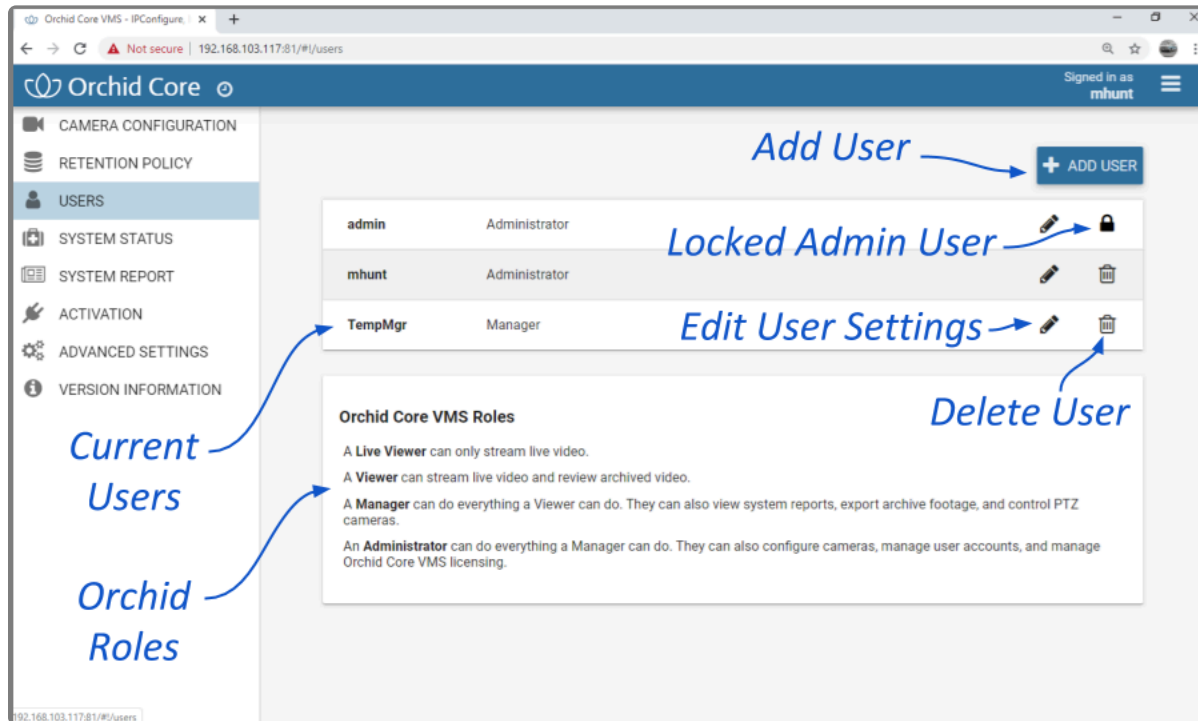 Orchid Core VMS - IPConfigure, I
Not secure | 192.168.103.117:81/#!/users
Orchid Core
Signed in as
mhunt
CAMERA CONFIGURATION
RETENTION POLICY
USERS
SYSTEM STATUS
SYSTEM REPORT
ACTIVATION
ADVANCED SETTINGS
VERSION INFORMATION
Add User
ADD USER
admin Administrator
Locked Admin User
mhunt Administrator
TempMgr Manager
Edit User Settings
Delete User
Current
Users
Orchid Core VMS Roles
A Live Viewer can only stream live video.
A Viewer can stream live video and review archived video.
A Manager can do everything a Viewer can do. They can also view system reports, export archive footage, and control PTZ
cameras.
An Administrator can do everything a Manager can do. They can also configure cameras, manage user accounts, and manage
Orchid Core VMS licensing.
Orchid
Roles
192.168.103.117:81/#!/users